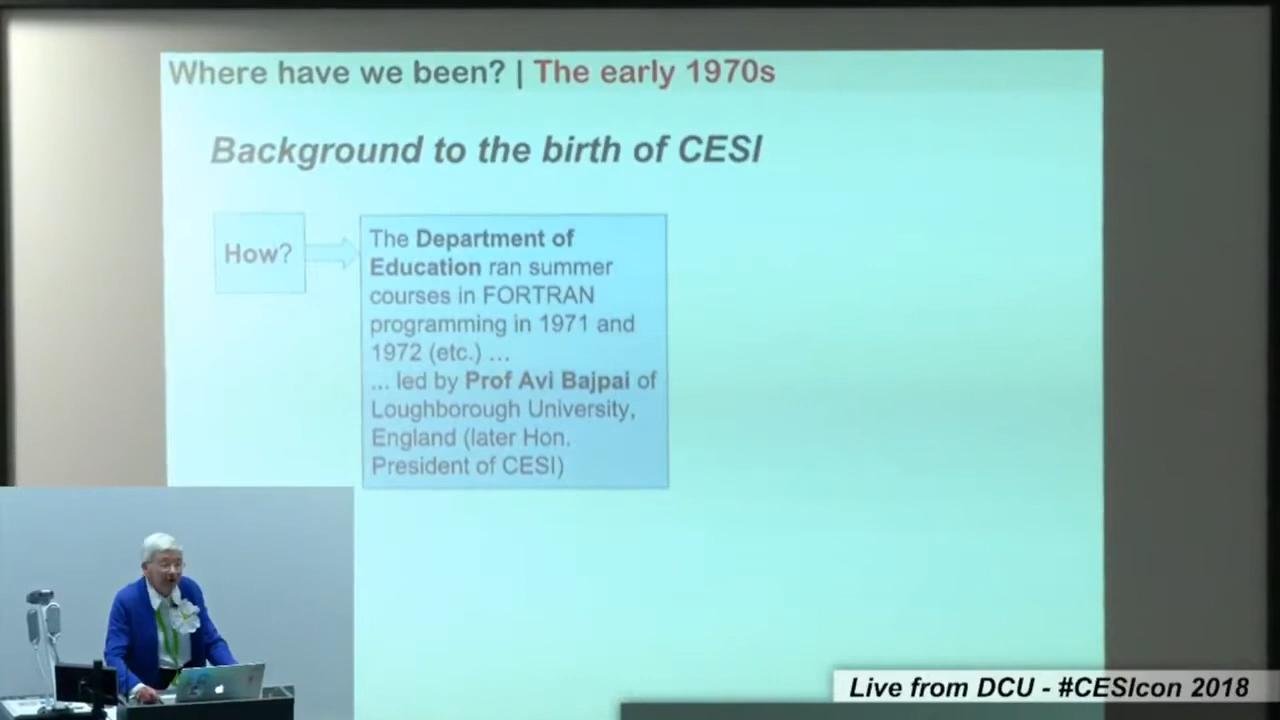 Where have we been? | The early 1970s
Background to the birth of CESI
How?
The Department of
Education ran summer
courses in FORTRAN
programming in 1971 and
1972 (etc.) ...
... led by Prof Avi Bajpai of
Loughborough University,
England (later Hon.
President of CESI)
Live from DCU - #CESIcon 2018